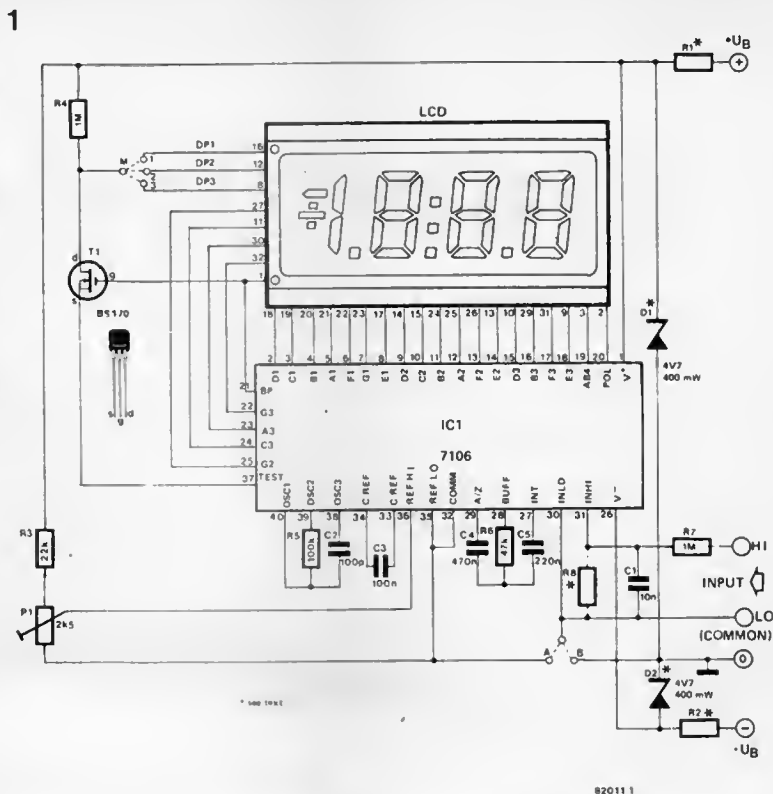 1
R1*
+UB
+
R4
1M
LCD
DP1
16
M
1
DP2
12
2
DP3
8
3
27
11
30
32
T1
d
g
s
1
BS170
s
g
d
18 19 20 21 22 23 17 14 15 24 25 26 13 10 29 31 9 3 2
D1*
4V7
400 mW
2 3 4 5 6 7 8 9 10 11 12 13 14 15 16 17 18 19 20 1
D1 C1 B1 A1 F1 G1 E1 D2 C2 B2 A2 F2 E2 D3 B3 F3 E3 AB4 POL V+
21 BP
22 G3
23 A3
24 C3
25 G2
37 TEST
IC1
7106
OSC1 OSC2 OSC3 C REF C REF REF HI REF LO COMM A/Z BUFF INT INLO INHI V−
40 39 38 34 33 36 35 32 29 28 27 30 31 26
R3
22k
R5
100k
C2
100p
C3
100n
C4
470n
R6
47k
C5
220n
R8
*
C1
10n
R7
1M
HI
INPUT
LO
(COMMON)
P1
2k5
A
B
0
D2*
4V7
400 mW
R2*
−
-UB
* see text
82011 1